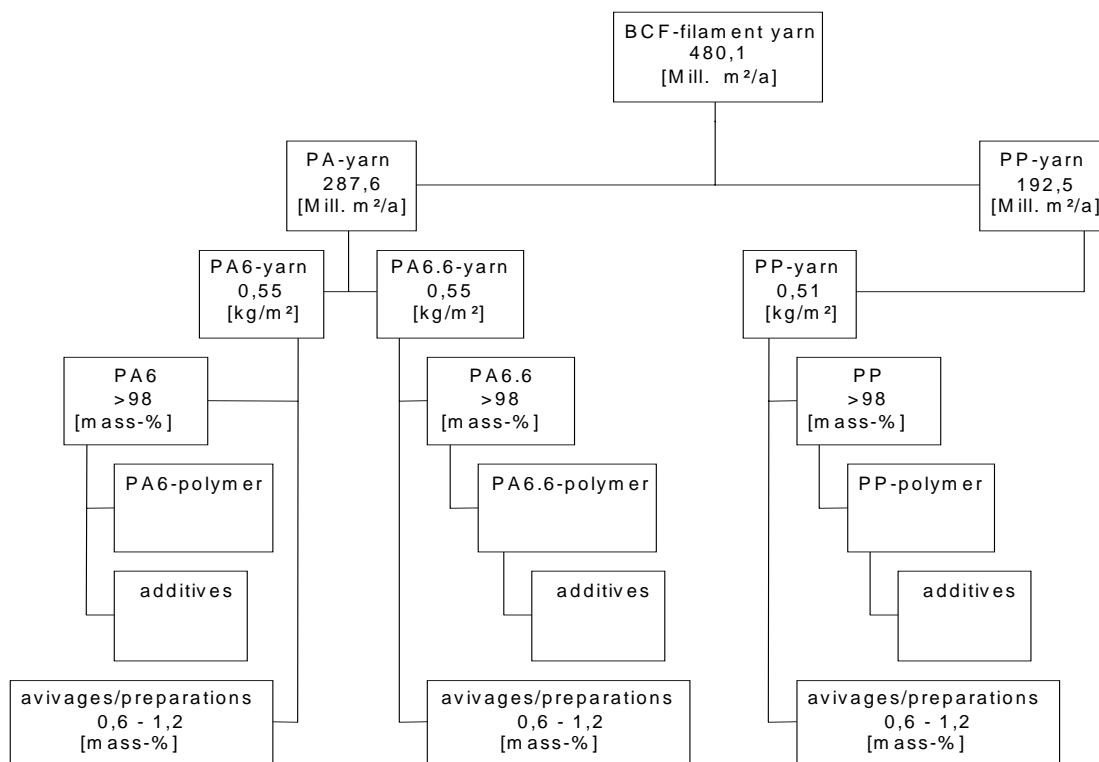 BCF-filament yarn
480,1
[Mill. m²/a]
PA-yarn
287,6
[Mill. m²/a]
PP-yarn
192,5
[Mill. m²/a]
PA6-yarn
0,55
[kg/m²]
PA6.6-yarn
0,55
[kg/m²]
PP-yarn
0,51
[kg/m²]
PA6
>98
[mass-%]
PA6.6
>98
[mass-%]
PP
>98
[mass-%]
PA6-polymer
PA6.6-polymer
PP-polymer
additives
additives
additives
avivages/preparations
0,6 - 1,2
[mass-%]
avivages/preparations
0,6 - 1,2
[mass-%]
avivages/preparations
0,6 - 1,2
[mass-%]